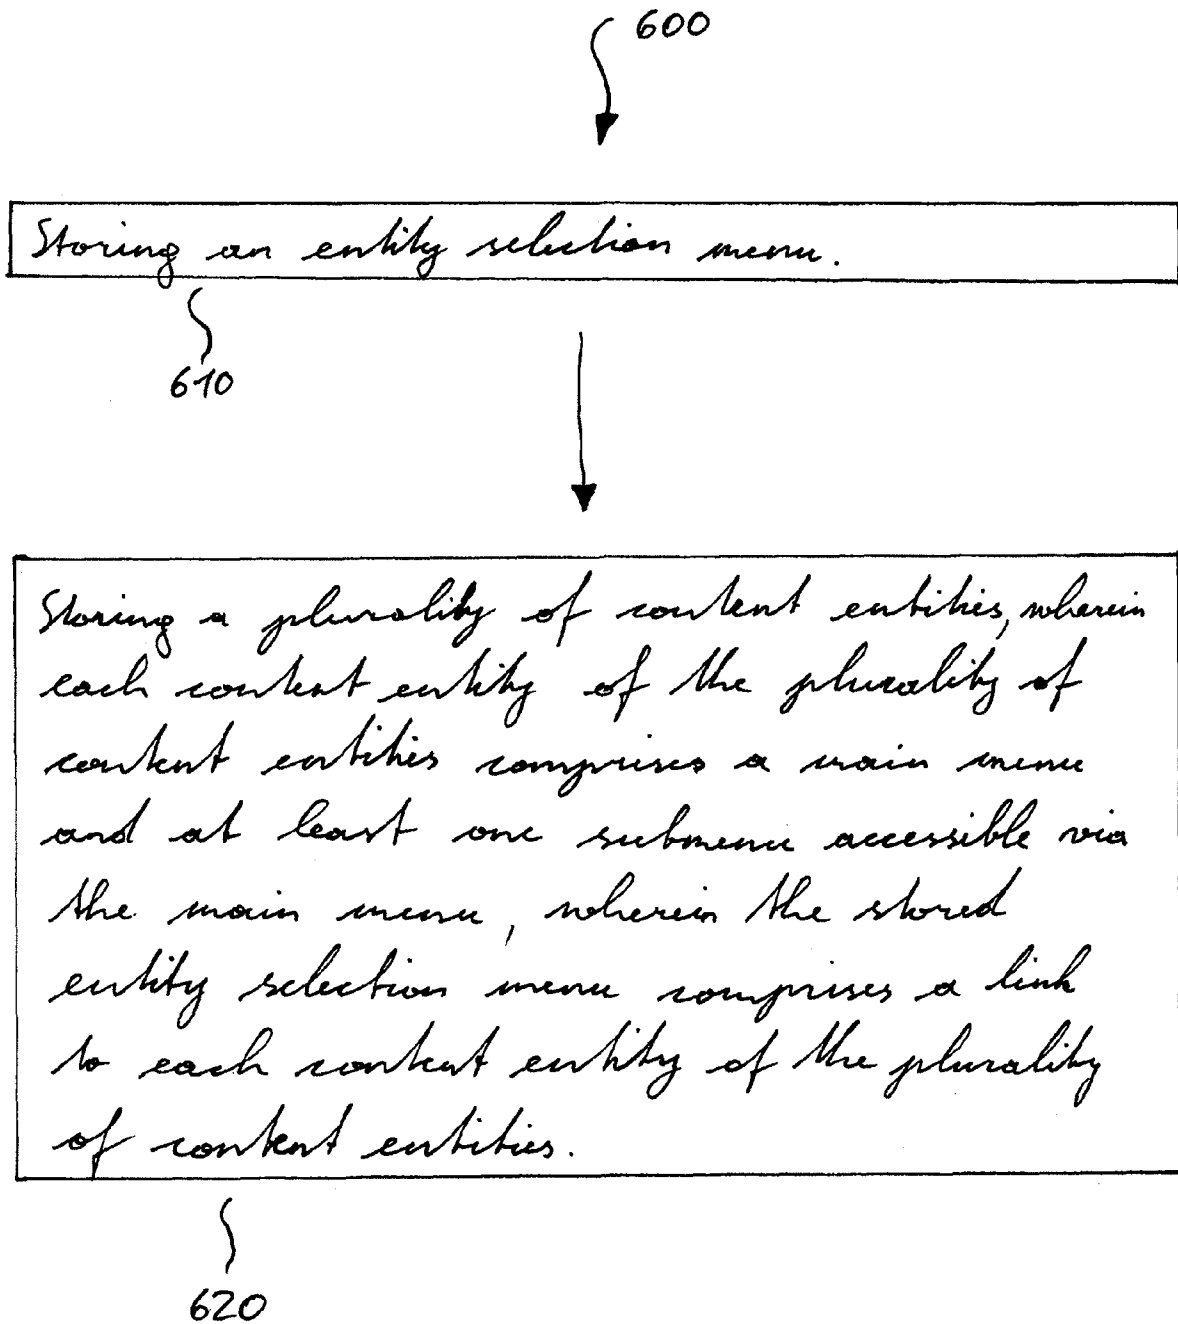 600
Storing an entity selection menu.
610
Storing a plurality of content entities, wherein
each content entity of the plurality of
content entities comprises a main menu
and at least one submenu accessible via
the main menu, wherein the stored
entity selection menu comprises a link
to each content entity of the plurality
of content entities.
620